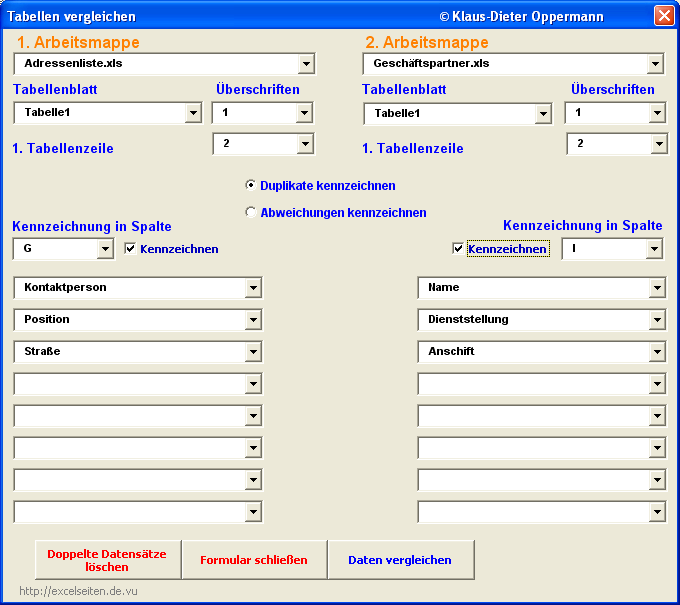 Tabellen vergleichen © Klaus-Dieter Oppermann
1. Arbeitsmappe 2. Arbeitsmappe
Adressenliste.xls Geschäftspartner.xls
Tabellenblatt Überschriften Tabellenblatt Überschriften
Tabelle1 1 Tabelle1 1
1. Tabellenzeile 2 1. Tabellenzeile 2
Duplikate kennzeichnen
Abweichungen kennzeichnen
Kennzeichnung in Spalte Kennzeichnung in Spalte
G Kennzeichnen Kennzeichnen I
Kontaktperson Name
Position Dienststellung
Straße Anschift
Doppelte Datensätze
löschen
Formular schließen
Daten vergleichen
http://excelseiten.de.vu